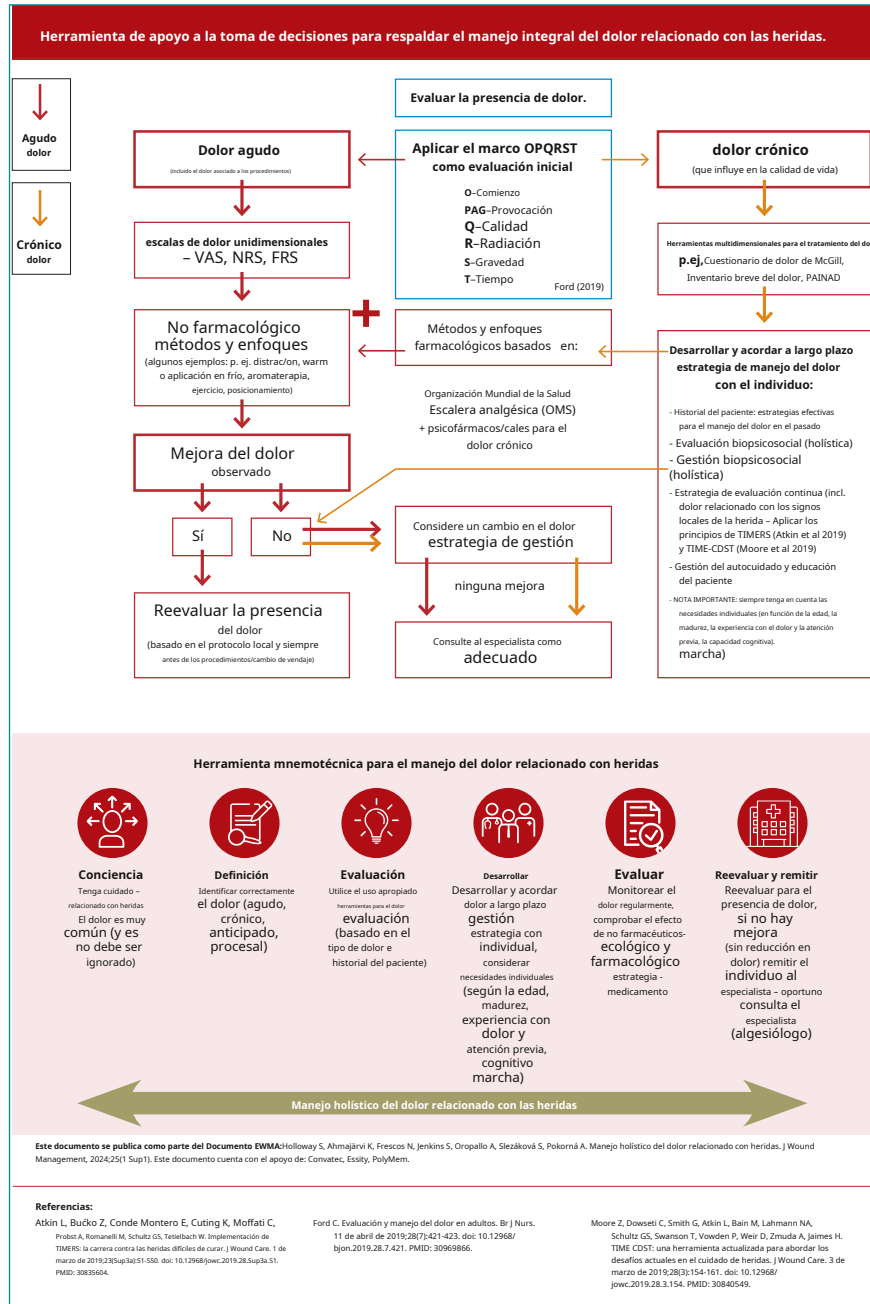 Herramienta de apoyo a la toma de decisiones para respaldar el manejo integral del dolor relacionado con las heridas.
Agudo
dolor
Crónico
dolor
Evaluar la presencia de dolor.
Dolor agudo
(incluido el dolor asociado a los procedimientos)
Aplicar el marco OPQRST
como evaluación inicial
O–Comienzo
PAG–Provocación
Q–Calidad
R–Radiación
S–Gravedad
T–Tiempo
Ford (2019)
dolor crónico
(que influye en la calidad de vida)
escalas de dolor unidimensionales
– VAS, NRS, FRS
Herramientas multidimensionales para el tratamiento del do
p.ej,Cuestionario de dolor de McGill,
Inventario breve del dolor, PAINAD
No farmacológico
métodos y enfoques
(algunos ejemplos: p. ej. distrac/on, warm
o aplicación en frío, aromaterapia,
ejercicio, posicionamiento)
Métodos y enfoques
farmacológicos basados en:
Organización Mundial de la Salud
Escalera analgésica (OMS)
+ psicofármacos/cales para el
dolor crónico
Desarrollar y acordar a largo plazo
estrategia de manejo del dolor
con el individuo:
- Historial del paciente: estrategias efectivas
para el manejo del dolor en el pasado
- Evaluación biopsicosocial (holística)
- Gestión biopsicosocial
(holística)
- Estrategia de evaluación continua (incl.
dolor relacionado con los signos
locales de la herida – Aplicar los
principios de TIMERS (Atkin et al 2019)
y TIME-CDST (Moore et al 2019)
- Gestión del autocuidado y educación
del paciente
- NOTA IMPORTANTE: siempre tenga en cuenta las
necesidades individuales (en función de la edad, la
madurez, la experiencia con el dolor y la atención
previa, la capacidad cognitiva).
marcha)
Mejora del dolor
observado
Sí
No
Considere un cambio en el dolor
estrategia de gestión
ninguna mejora
Reevaluar la presencia
del dolor
(basado en el protocolo local y siempre
antes de los procedimientos/cambio de vendaje)
Consulte al especialista como
adecuado
Herramienta mnemotécnica para el manejo del dolor relacionado con heridas
Conciencia
Tenga cuidado –
relacionado con heridas
El dolor es muy
común (y es
no debe ser
ignorado)
Definición
Identificar correctamente
el dolor (agudo,
crónico,
anticipado,
procesal)
Evaluación
Utilice el uso apropiado
herramientas para el dolor
evaluación
(basado en el
tipo de dolor e
historial del paciente)
Desarrollar
Desarrollar y acordar
dolor a largo plazo
gestión
estrategia con
individual,
considerar
necesidades individuales
(según la edad,
madurez,
experiencia con
dolor y
atención previa,
cognitivo
marcha)
Evaluar
Monitorear el
dolor regularmente,
comprobar el efecto
de no farmacéuticos-
ecológico y
farmacológico
estrategia -
medicamento
Reevaluar y remitir
Reevaluar para el
presencia de dolor,
si no hay
mejora
(sin reducción en
dolor) remitir el
individuo al
especialista – oportuno
consulta el
especialista
(algesiólogo)
Manejo holístico del dolor relacionado con las heridas
Este documento se publica como parte del Documento EWMA:Holloway S, Ahmajärvi K, Frescos N, Jenkins S, Oropallo A, Slezáková S, Pokorná A. Manejo holístico del dolor relacionado con heridas. J Wound
Management, 2024;25(1 Sup1). Este documento cuenta con el apoyo de: Convatec, Essity, PolyMem.
Referencias:
Atkin L, Bućko Z, Conde Montero E, Cuting K, Moffati C,
Probst A, Romanelli M, Schultz GS, Tetielbach W. Implementación de
TIMERS: la carrera contra las heridas difíciles de curar. J Wound Care. 1 de
marzo de 2019;23(Sup3a):S1-S50. doi: 10.12968/jowc.2019.28.Sup3a.S1.
PMID: 30835604.
Ford C. Evaluación y manejo del dolor en adultos. Br J Nurs.
11 de abril de 2019;28(7):421-423. doi: 10.12968/
bjon.2019.28.7.421. PMID: 30969866.
Moore Z, Dowseti C, Smith G, Atkin L, Bain M, Lahmann NA,
Schultz GS, Swanson T, Vowden P, Weir D, Zmuda A, Jaimes H.
TIME CDST: una herramienta actualizada para abordar los
desafíos actuales en el cuidado de heridas. J Wound Care. 3 de
marzo de 2019;28(3):154-161. doi: 10.12968/
jowc.2019.28.3.154. PMID: 30840549.